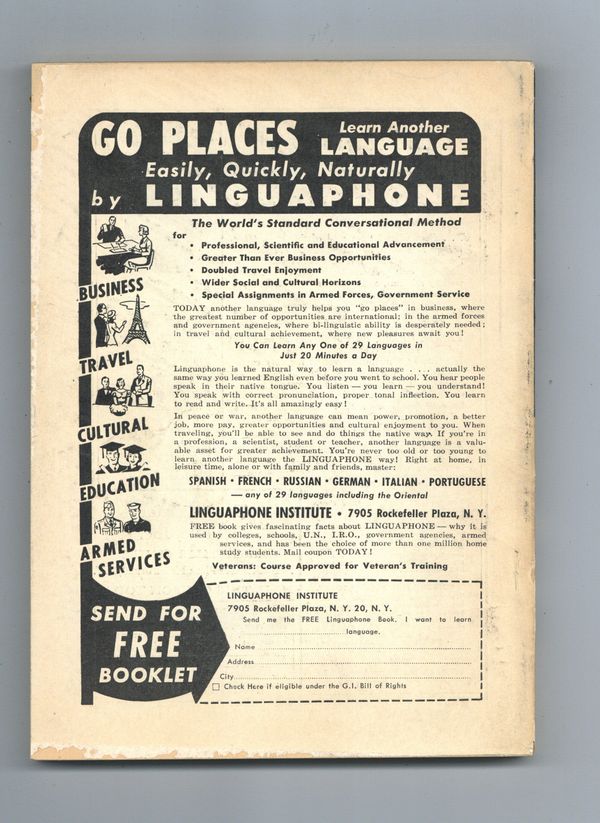 GO PLACES Learn Another
LANGUAGE
Easily, Quickly, Naturally
by LINGUAPHONE
The World's Standard Conversational Method
for
• Professional, Scientific and Educational Advancement
• Greater Than Ever Business Opportunities
• Doubled Travel Enjoyment
• Wider Social and Cultural Horizons
• Special Assignments in Armed Forces, Government Service
BUSINESS
TRAVEL
CULTURAL
EDUCATION
ARMED
SERVICES
TODAY another language truly helps you "go places" in business, where
the greatest number of opportunities are international; in the armed forces
and government agencies, where bi-linguistic ability is desperately needed;
in travel and cultural achievement, where new pleasures await you!
You Can Learn Any One of 29 Languages in
Just 20 Minutes a Day
Linguaphone is the natural way to learn a language . . . . actually the
same way you learned English even before you went to school. You hear people
speak in their native tongue. You listen — you learn — you understand!
You speak with correct pronunciation, proper tonal inflection. You learn
to read and write. It's all amazingly easy!
In peace or war, another language can mean power, promotion, a better
job, more pay, greater opportunities and cultural enjoyment to you. When
traveling, you'll be able to see and do things the native way. If you're in
a profession, a scientist, student or teacher, another language is a valu-
able asset for greater achievement. You're never too old or too young to
learn another language the LINGUAPHONE way! Right at home, in
leisure time, alone or with family and friends, master:
SPANISH • FRENCH • RUSSIAN • GERMAN • ITALIAN • PORTUGUESE
— any of 29 languages including the Oriental
LINGUAPHONE INSTITUTE • 7905 Rockefeller Plaza, N. Y.
FREE book gives fascinating facts about LINGUAPHONE — why it is
used by colleges, schools, U.N., I.R.O., government agencies, armed
services, and has been the choice of more than one million home
study students. Mail coupon TODAY!
Veterans: Course Approved for Veteran's Training
SEND FOR
FREE
BOOKLET
LINGUAPHONE INSTITUTE
7905 Rockefeller Plaza, N. Y. 20, N. Y.
Send me the FREE Linguaphone Book. I want to learn
language.
Name
Address
City
Check Here if eligible under the G.I. Bill of Rights